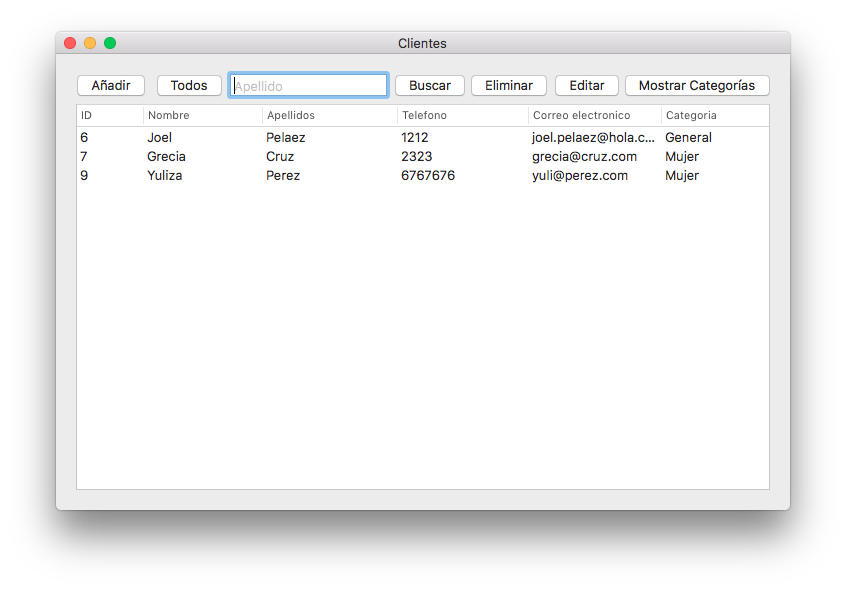 Clientes
Añadir Todos Apellido Buscar Eliminar Editar Mostrar Categorías
ID Nombre Apellidos Telefono Correo electronico Categoria
6 Joel Pelaez 1212 joel.pelaez@hola.c... General
7 Grecia Cruz 2323 grecia@cruz.com Mujer
9 Yuliza Perez 6767676 yuli@perez.com Mujer